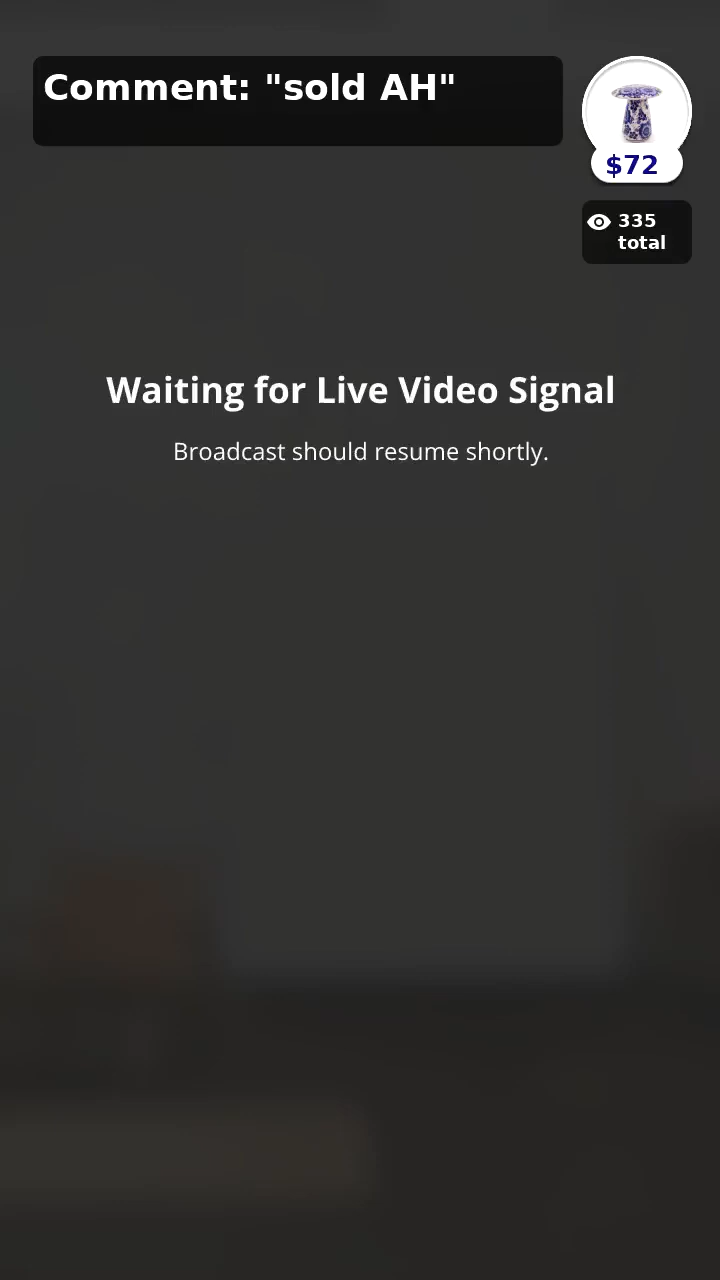 Comment: "sold AH"
$72
335
total
Waiting for Live Video Signal
Broadcast should resume shortly.